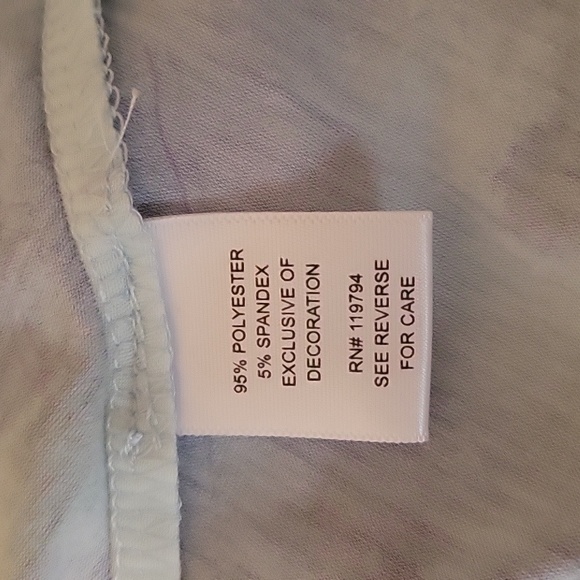 95% POLYESTER
5% SPANDEX
EXCLUSIVE OF
DECORATION
RN# 119794
SEE REVERSE
FOR CARE